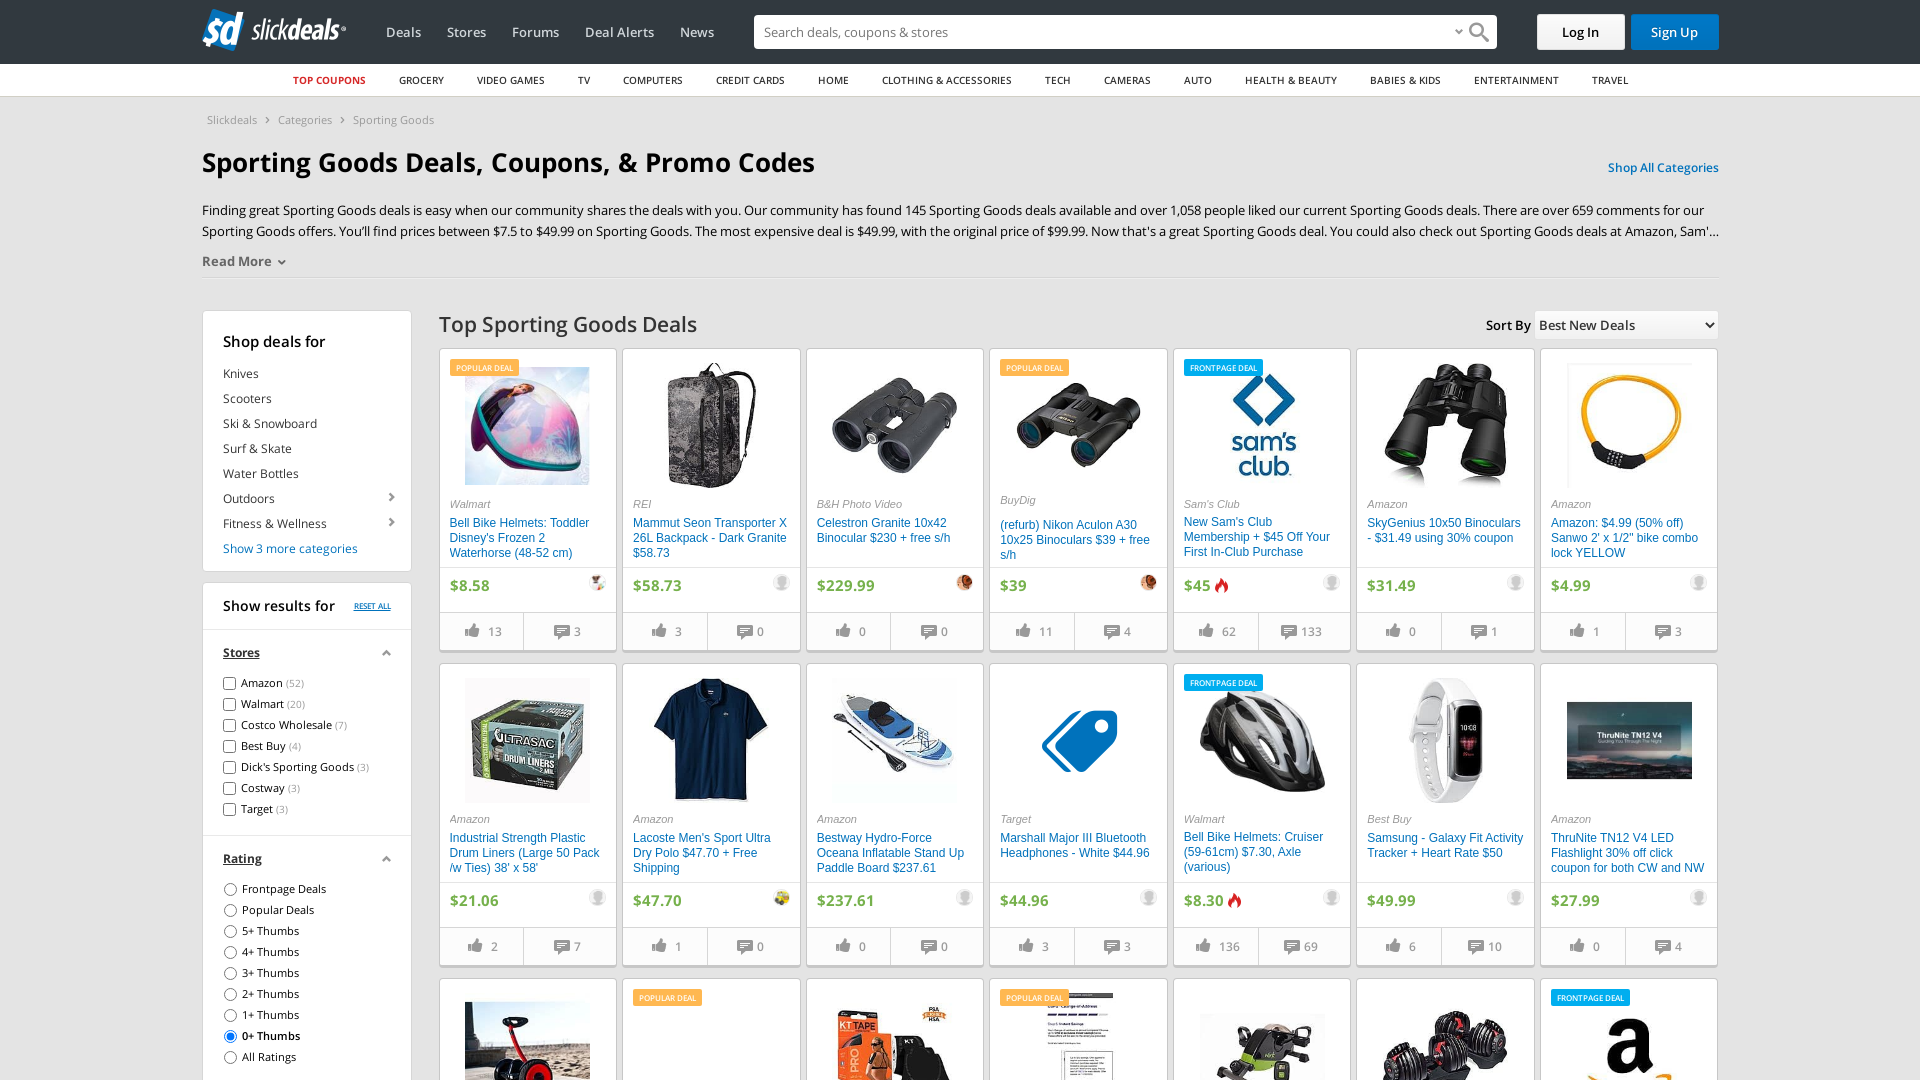 sd slickdeals
Deals
Stores
Forums
Deal Alerts
News
Search deals, coupons & stores
Log In
Sign Up
TOP COUPONS
GROCERY
VIDEO GAMES
TV
COMPUTERS
CREDIT CARDS
HOME
CLOTHING & ACCESSORIES
TECH
CAMERAS
AUTO
HEALTH & BEAUTY
BABIES & KIDS
ENTERTAINMENT
TRAVEL
Slickdeals > Categories > Sporting Goods
Sporting Goods Deals, Coupons, & Promo Codes
Shop All Categories
Finding great Sporting Goods deals is easy when our community shares the deals with you. Our community has found 145 Sporting Goods deals available and over 1,058 people liked our current Sporting Goods deals. There are over 659 comments for our
Sporting Goods offers. You'll find prices between $7.5 to $49.99 on Sporting Goods. The most expensive deal is $49.99, with the original price of $99.99. Now that's a great Sporting Goods deal. You could also check out Sporting Goods deals at Amazon, Sam'...
Read More
Shop deals for
Knives
Scooters
Ski & Snowboard
Surf & Skate
Water Bottles
Outdoors
Fitness & Wellness
Show 3 more categories
Show results for
RESET ALL
Stores
Amazon (52)
Walmart (20)
Costco Wholesale (7)
Best Buy (4)
Dick's Sporting Goods (3)
Costway (3)
Target (3)
Rating
Frontpage Deals
Popular Deals
5+ Thumbs
4+ Thumbs
3+ Thumbs
2+ Thumbs
1+ Thumbs
0+ Thumbs
All Ratings
Top Sporting Goods Deals
Sort By
Best New Deals
POPULAR DEAL
Walmart
Bell Bike Helmets: Toddler
Disney's Frozen 2
Waterhorse (48-52 cm)
$8.58
13
3
REI
Mammut Seon Transporter X
26L Backpack - Dark Granite
$58.73
$58.73
3
0
B&H Photo Video
Celestron Granite 10x42
Binocular $230 + free s/h
$229.99
0
0
POPULAR DEAL
BuyDig
(refurb) Nikon Aculon A30
10x25 Binoculars $39 + free
s/h
$39
11
4
FRONTPAGE DEAL
sam's
club
Sam's Club
New Sam's Club
Membership + $45 Off Your
First In-Club Purchase
$45
62
133
Amazon
SkyGenius 10x50 Binoculars
- $31.49 using 30% coupon
$31.49
0
1
Amazon
Amazon: $4.99 (50% off)
Sanwo 2' x 1/2" bike combo
lock YELLOW
$4.99
1
3
ULTRASAC
DRUM LINERS
Amazon
Industrial Strength Plastic
Drum Liners (Large 50 Pack
/w Ties) 38' x 58'
$21.06
2
7
Amazon
Lacoste Men's Sport Ultra
Dry Polo $47.70 + Free
Shipping
$47.70
1
0
Amazon
Bestway Hydro-Force
Oceana Inflatable Stand Up
Paddle Board $237.61
$237.61
0
0
Target
Marshall Major III Bluetooth
Headphones - White $44.96
$44.96
3
3
FRONTPAGE DEAL
Walmart
Bell Bike Helmets: Cruiser
(59-61cm) $7.30, Axle
(various)
$8.30
136
69
Best Buy
Samsung - Galaxy Fit Activity
Tracker + Heart Rate $50
$49.99
6
10
ThruNite TN12 V4
Amazon
ThruNite TN12 V4 LED
Flashlight 30% off click
coupon for both CW and NW
$27.99
0
4
POPULAR DEAL
KT TAPE
PRO
KT
FSA
HSA
POPULAR DEAL
FRONTPAGE DEAL
a